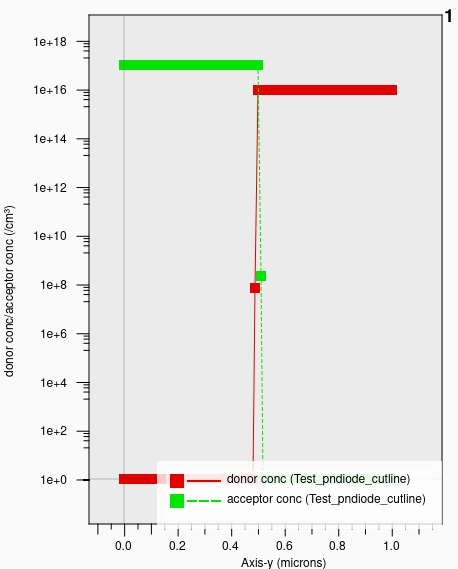 1
1e+18
1e+16
1e+14
1e+12
1e+10
1e+8
1e+6
1e+4
1e+2
1e+0
donor conc/acceptor conc (/cm³)
donor conc (Test_pndiode_cutline)
acceptor conc (Test_pndiode_cutline)
0.0 0.2 0.4 0.6 0.8 1.0
Axis-y (microns)